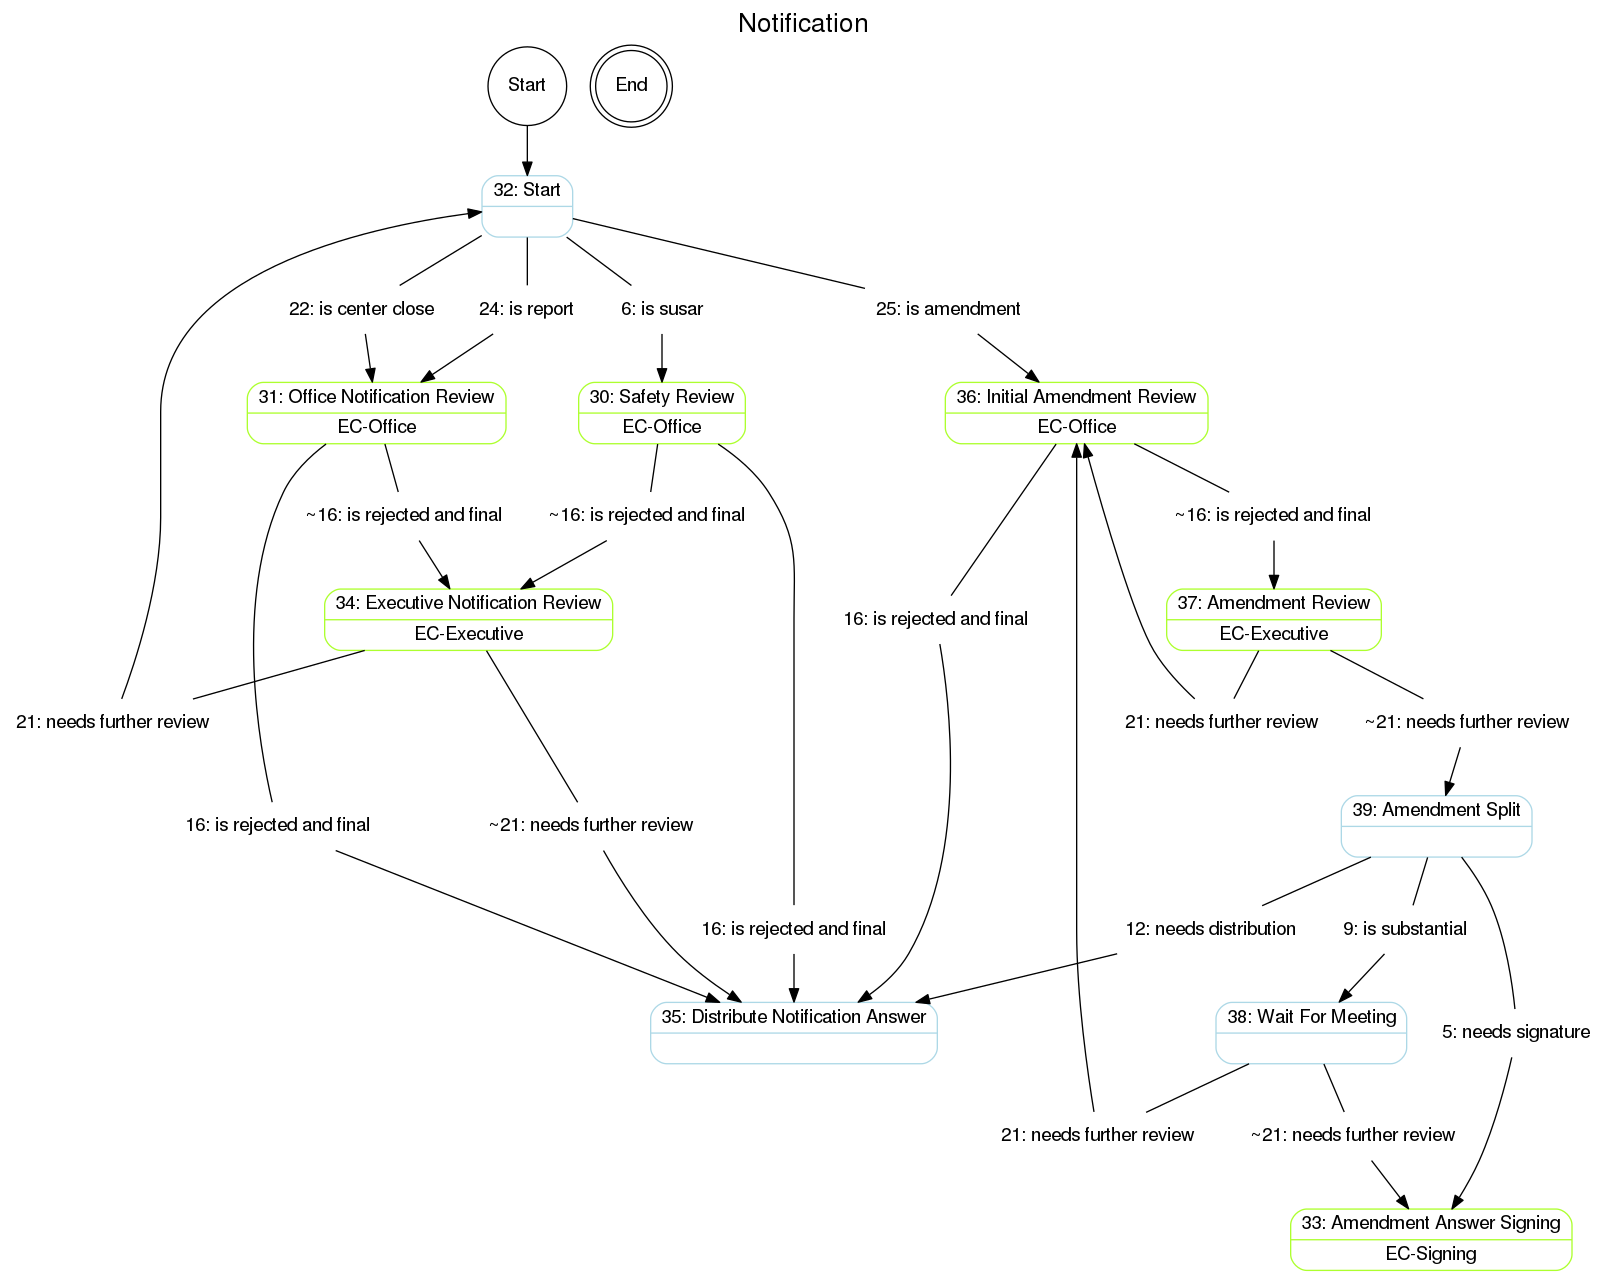 Notification
Start
End
32: Start
22: is center close
24: is report
6: is susar
25: is amendment
31: Office Notification Review
EC-Office
30: Safety Review
EC-Office
36: Initial Amendment Review
EC-Office
~16: is rejected and final
~16: is rejected and final
~16: is rejected and final
34: Executive Notification Review
EC-Executive
16: is rejected and final
37: Amendment Review
EC-Executive
21: needs further review
21: needs further review
~21: needs further review
16: is rejected and final
~21: needs further review
39: Amendment Split
16: is rejected and final
12: needs distribution
9: is substantial
35: Distribute Notification Answer
38: Wait For Meeting
5: needs signature
21: needs further review
~21: needs further review
33: Amendment Answer Signing
EC-Signing